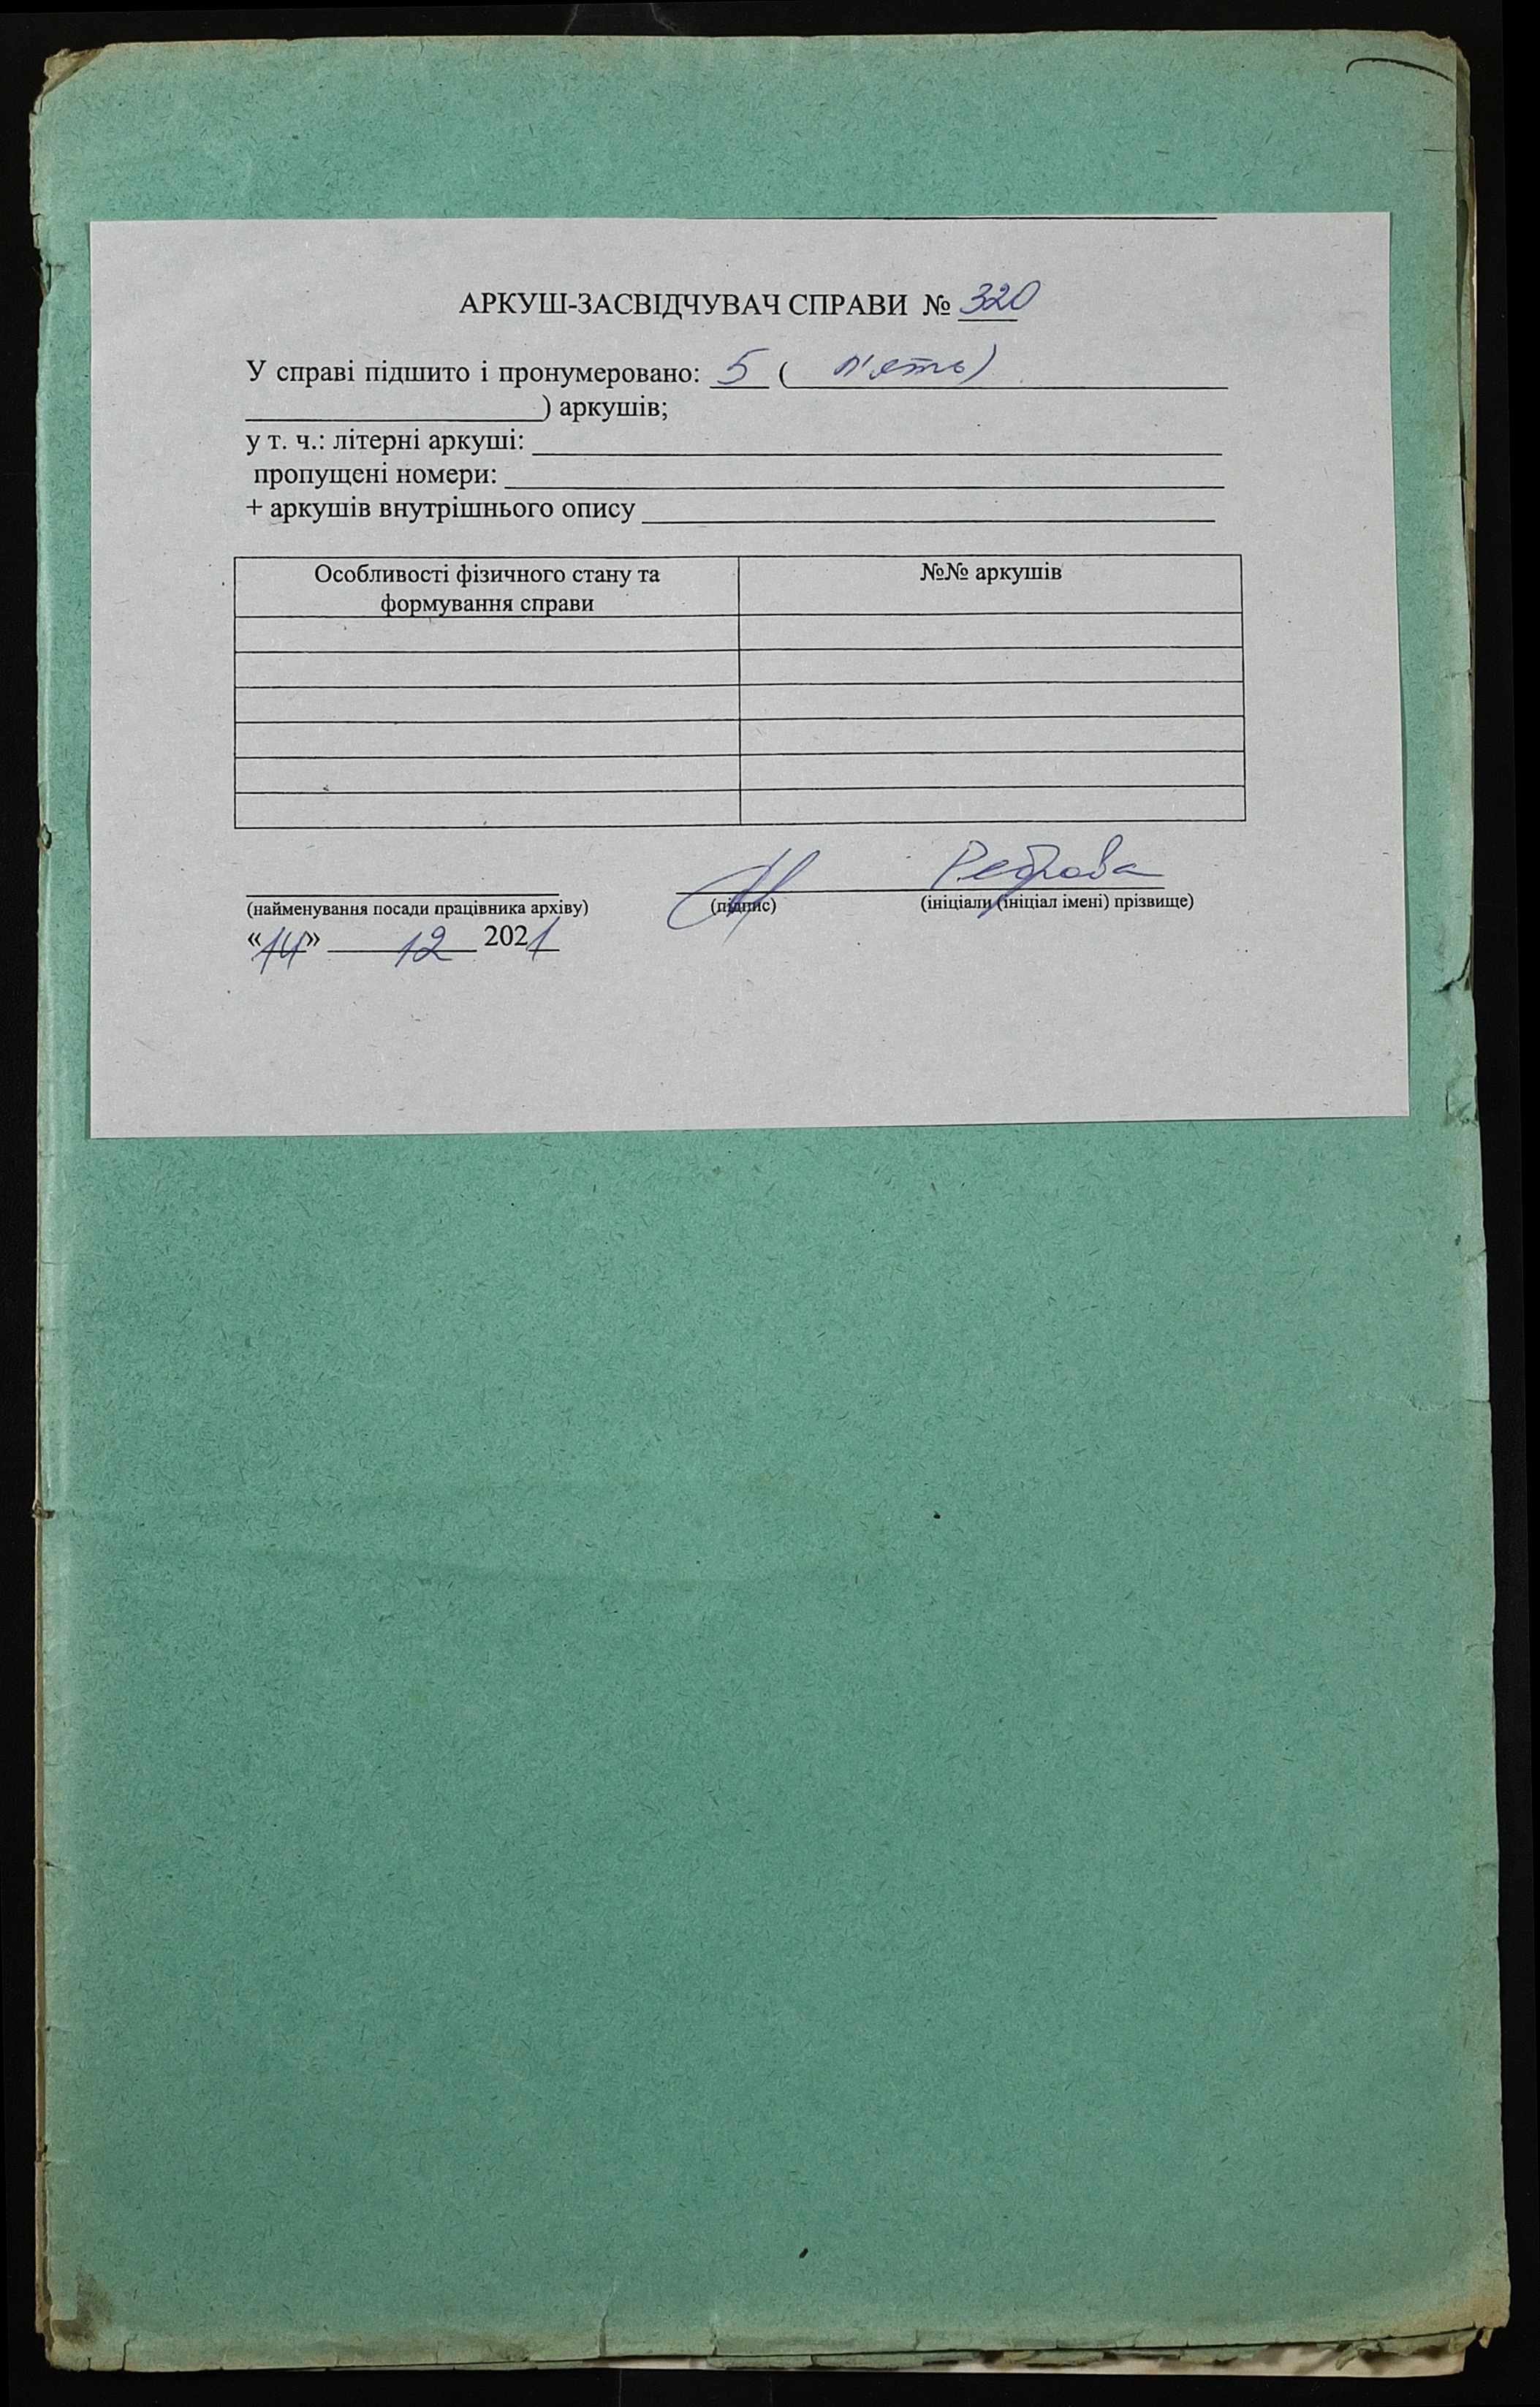 АРКУШ-ЗАСВІДЧУВАЧ СПРАВИ № 320
У справі підшито і пронумеровано: 5 ( п'ять)
) аркушів;
у т. ч.: літерні аркуші:
пропущені номери:
+ аркушів внутрішнього опису
Особливості фізичного стану та формування справи
№№ аркушів
(найменування посади працівника архіву)
(підпис)
(ініціали (ініціал імені) прізвище)
«14» 12 2021